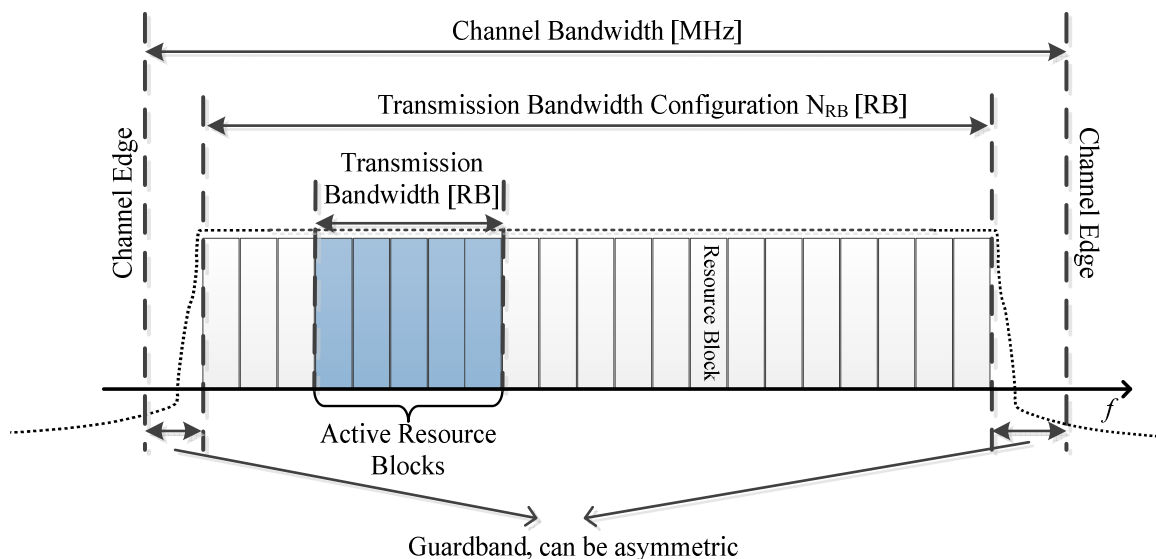 Channel Bandwidth [MHz]
Transmission Bandwidth Configuration N_RB [RB]
Transmission
Bandwidth [RB]
Channel Edge
Channel Edge
Resource Block
f
Active Resource
Blocks
Guardband, can be asymmetric